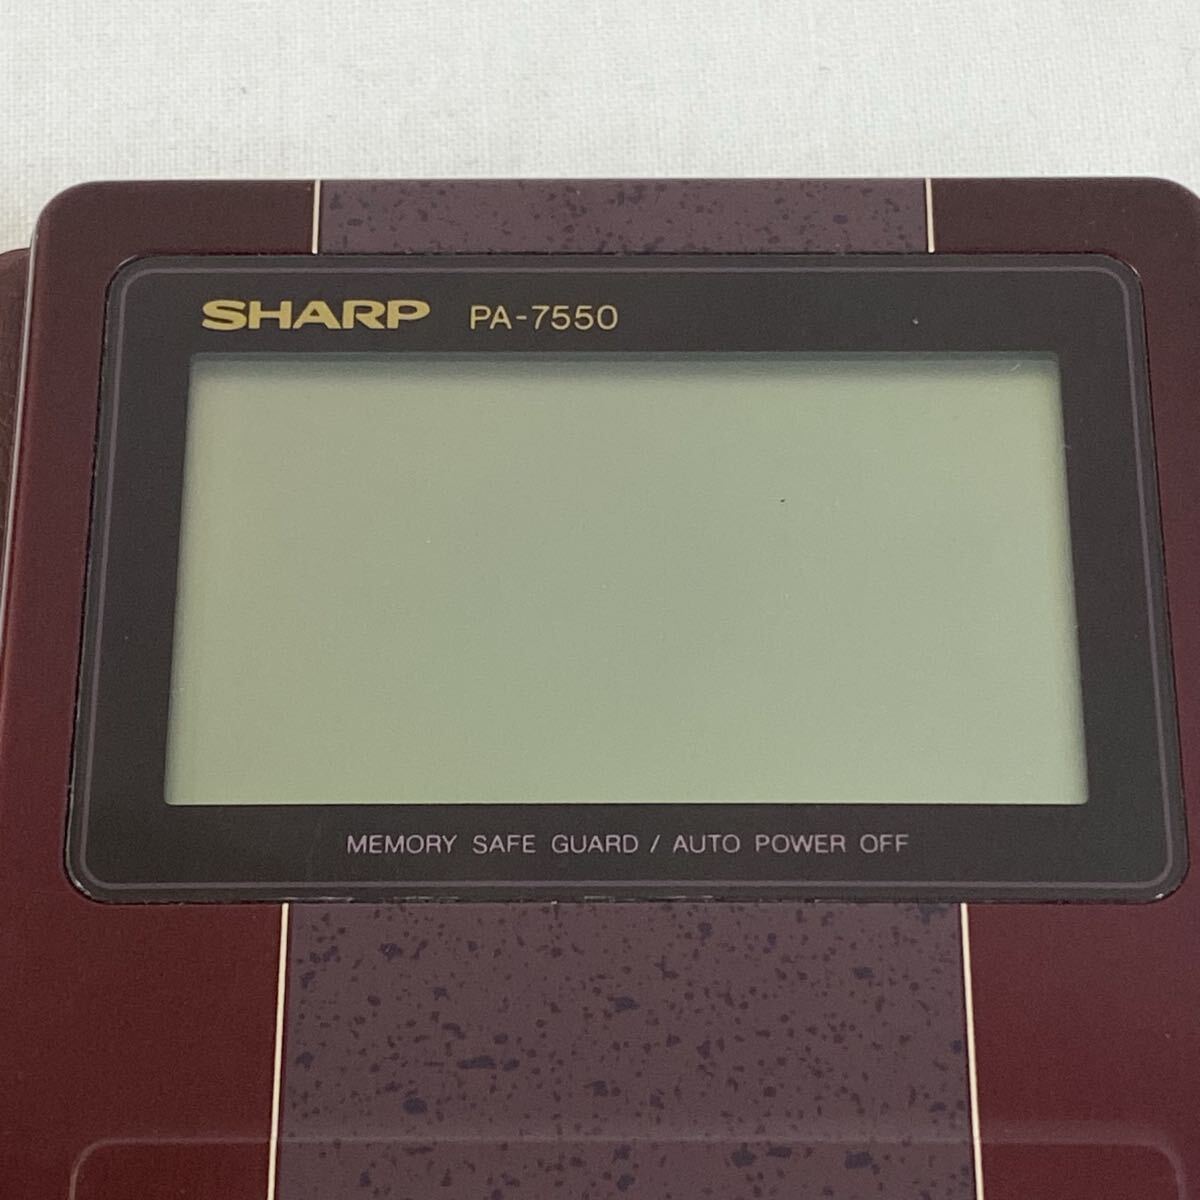 SHARP PA-7550
MEMORY SAFE GUARD / AUTO POWER OFF